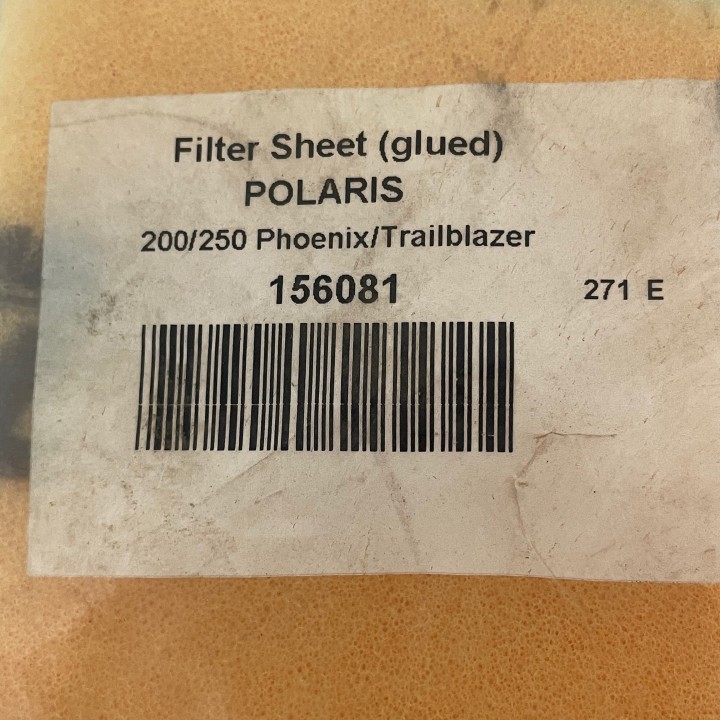 Filter Sheet (glued)
POLARIS
200/250 Phoenix/Trailblazer
156081
271 E